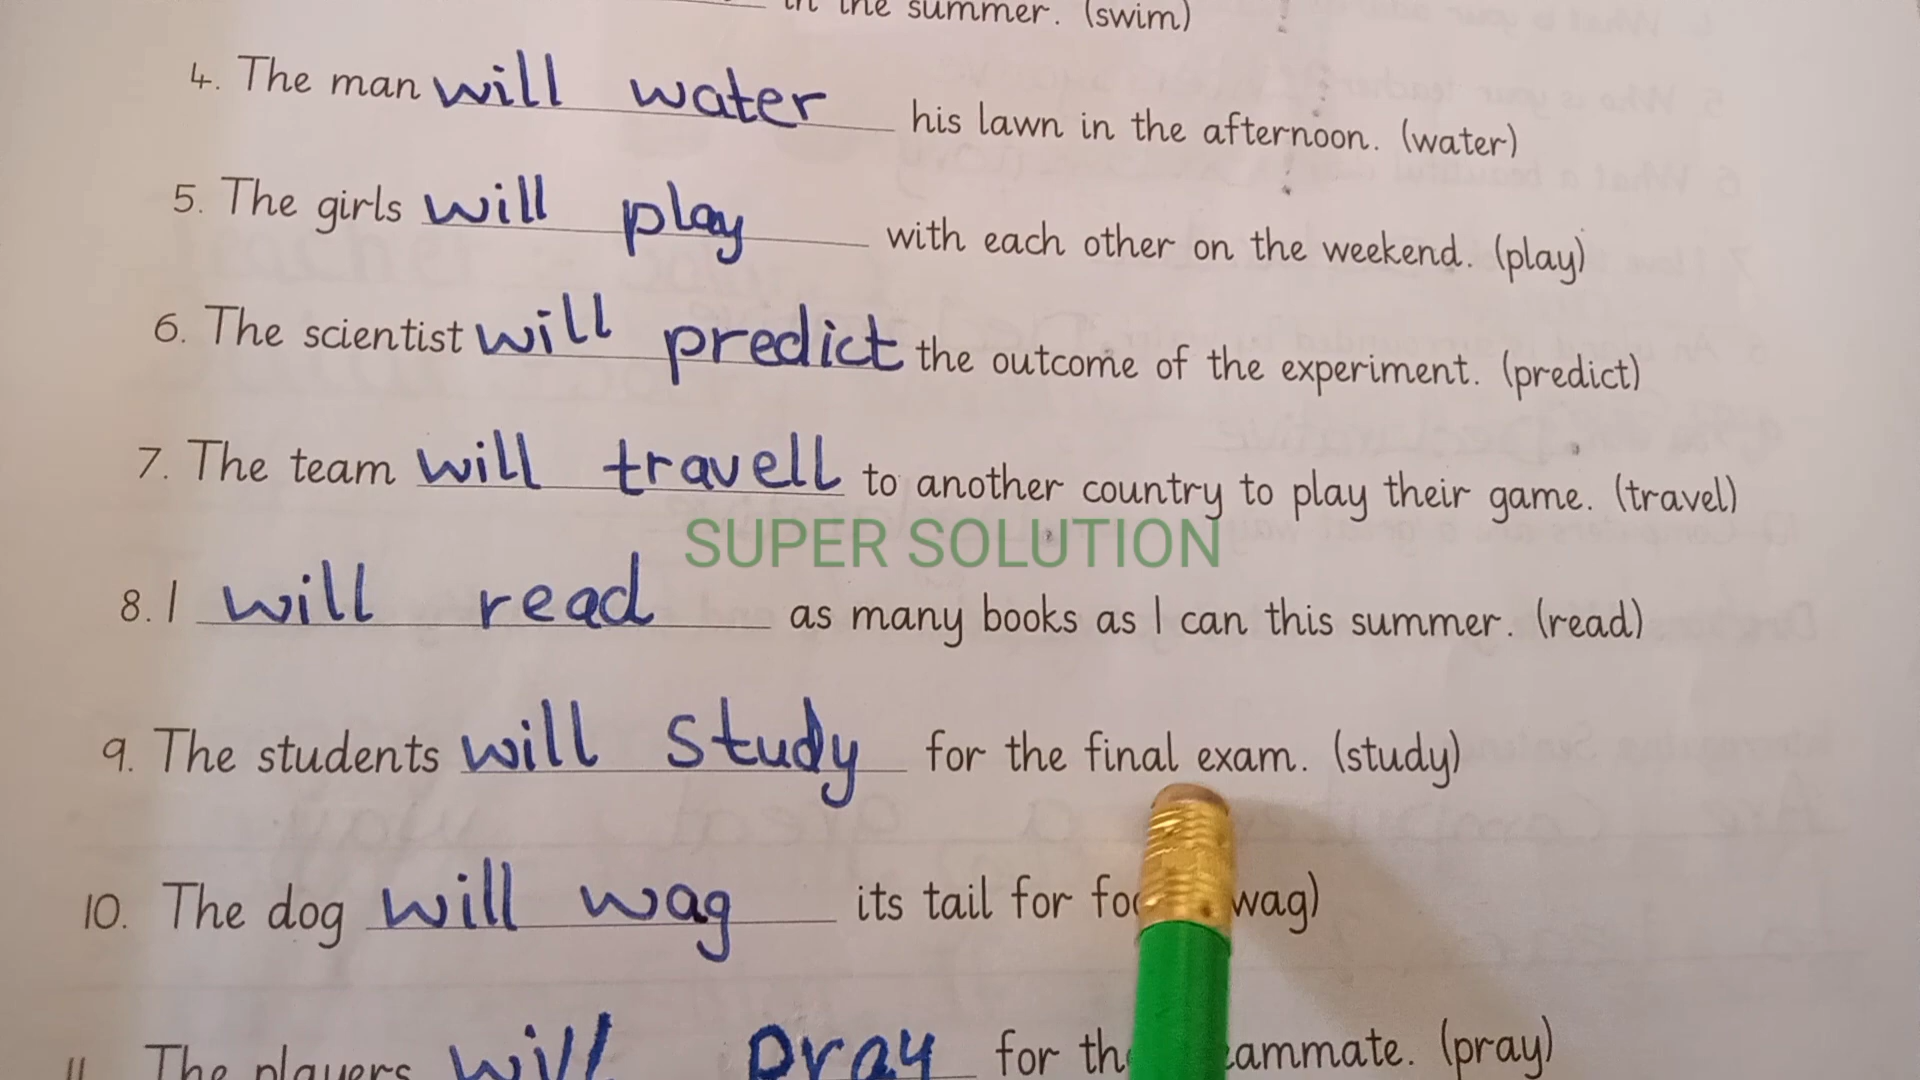 in the summer. (swim)
4. The man will water his lawn in the afternoon. (water)
5. The girls will play with each other on the weekend. (play)
6. The scientist will predict the outcome of the experiment. (predict)
7. The team will travell to another country to play their game. (travel)
SUPER SOLUTION
8. I will read as many books as I can this summer. (read)
9. The students will study for the final exam. (study)
10. The dog will wag its tail for wag)
11. The players will pray for (pray)